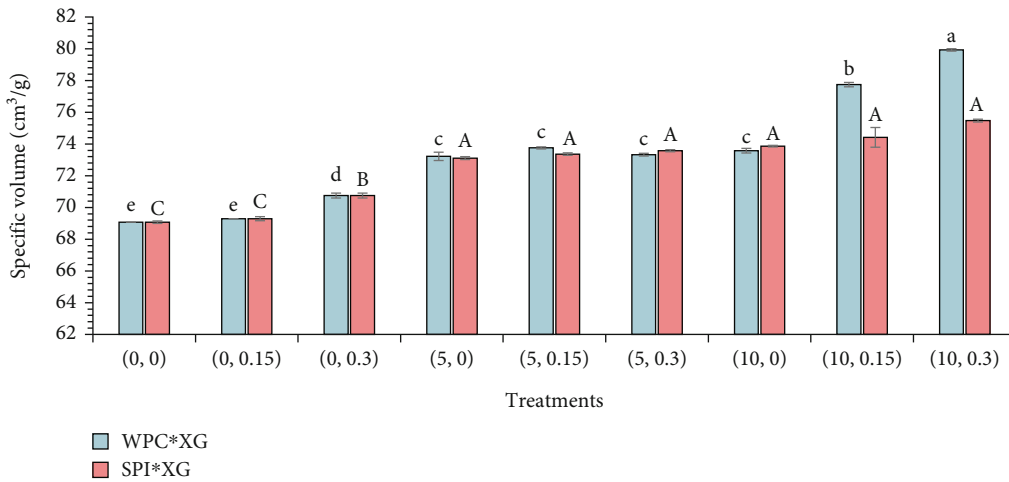 82
80
78
76
74
72
70
68
66
64
62
Specific volume (cm³/g)
e C e C d B c A c A c A c A b A a A
(0, 0) (0, 0.15) (0, 0.3) (5, 0) (5, 0.15) (5, 0.3) (10, 0) (10, 0.15) (10, 0.3)
Treatments
WPC*XG
SPI*XG